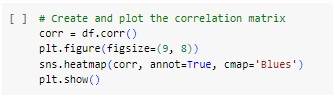 [ ] # Create and plot the correlation matrix
corr = df.corr()
plt.figure(figsize=(9, 8))
sns.heatmap(corr, annot=True, cmap='Blues')
plt.show()